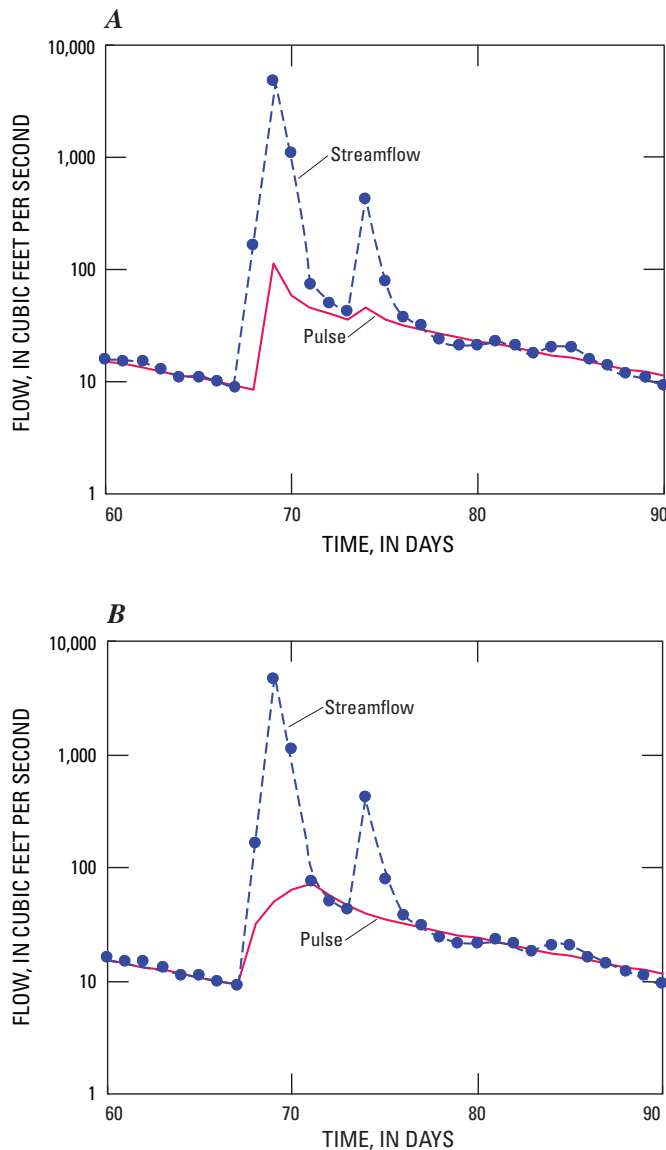 A
10,000
1,000
100
10
1
FLOW, IN CUBIC FEET PER SECOND
Streamflow
Pulse
60
70
80
90
TIME, IN DAYS
B
10,000
1,000
100
10
1
FLOW, IN CUBIC FEET PER SECOND
Streamflow
Pulse
60
70
80
90
TIME, IN DAYS